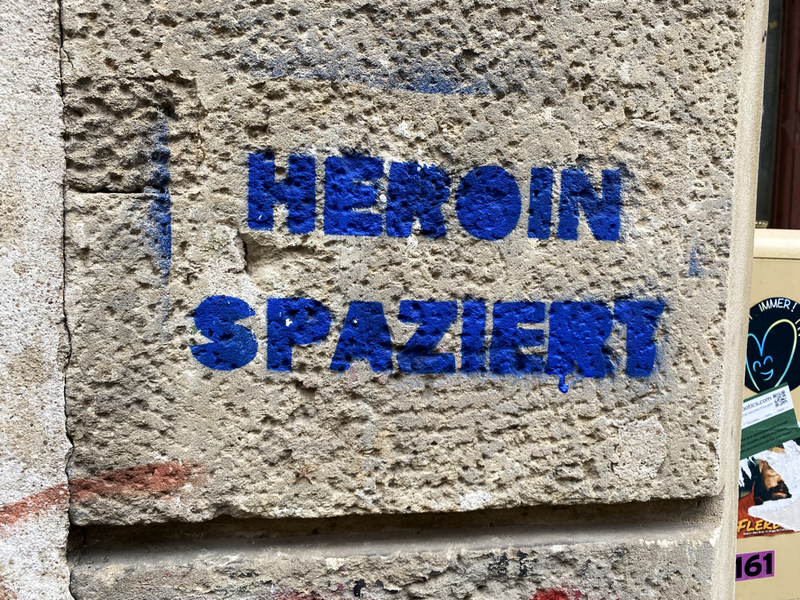 HEROIN
SPAZIERT
IMMER!
161